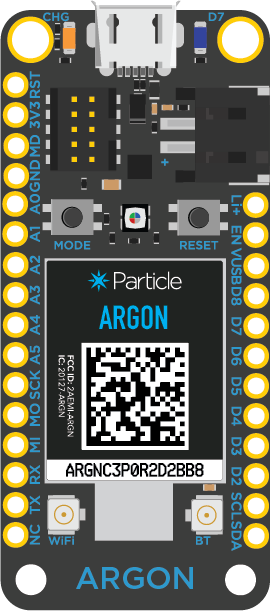 CHG
D7
RST
3V3
MD
GND
A0
A1
A2
A3
A4
A5
SCK
MO
MI
RX
TX
NC
Li+
EN
VUSB
D8
D7
D6
D5
D4
D3
D2
SCL
SDA
+
MODE
RESET
Particle
ARGON
FCC ID: 2AEMI-ARGN
IC: 20127-ARGN
ARGNC3P0R2D2BB8
WiFi
BT
ARGON